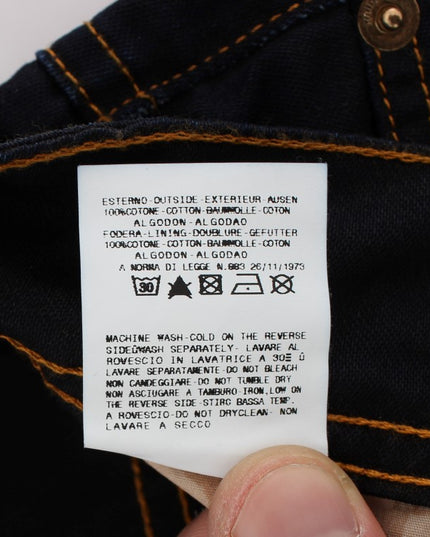 ESTERNO-OUTSIDE-EXTERIEUR-AUSEN
100%COTONE-COTTON-BAUMWOLLE-COTON
ALGODON-ALGODAO
FODERA-LINING-DOUBLURE-GEFUTTER
100%COTONE-COTTON-BAUMWOLLE-COTON
ALGODON-ALGODAO
A NORMA DI LEGGE N.883 26/11/1973
30
MACHINE WASH-COLD ON THE REVERSE
SIDEÛWASH SEPARATELY- LAVARE AL
ROVESCIO IN LAVATRICE A 30Ξ Û
LAVARE SEPARATAMENTE-DO NOT BLEACH
NON CANDEGGIARE-DO NOT TUMBLE DRY
NON ASCIUGARE A TAMBURO IRON,LOW ON
THE REVERSE SIDE-STIRO BASSA TEMP.
A ROVESCIO-DO NOT DRYCLEAN- NON
LAVARE A SECCO